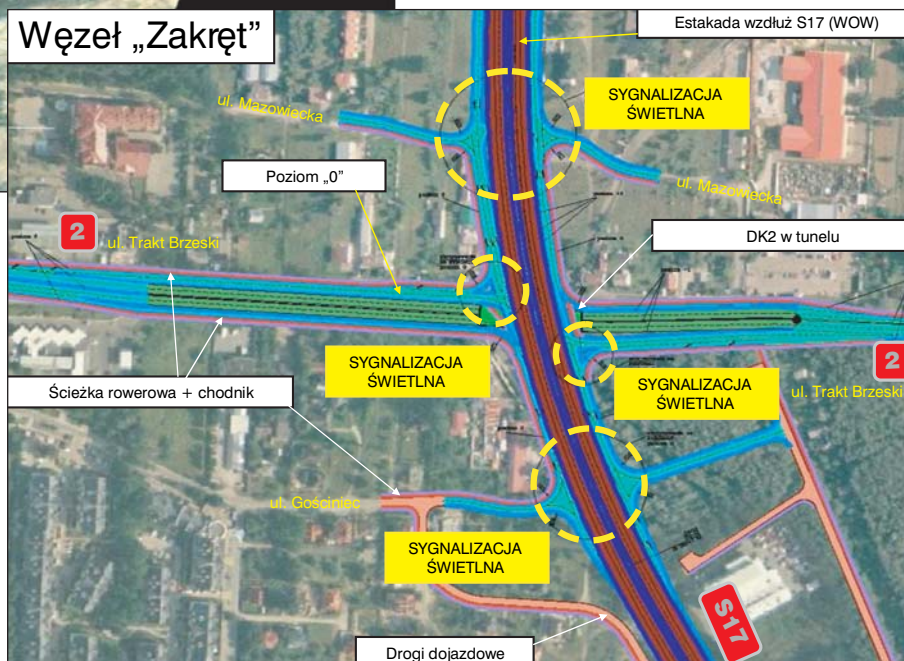 Węzeł „Zakręt”
Estakada wzdłuż S17 (WOW)
SYGNALIZACJA
ŚWIETLNA
ul. Mazowiecka
Poziom „0”
ul. Mazowiecka
2
ul. Trakt Brzeski
DK2 w tunelu
SYGNALIZACJA
ŚWIETLNA
SYGNALIZACJA
ŚWIETLNA
2
ul. Trakt Brzeski
Ścieżka rowerowa + chodnik
ul. Gościniec
SYGNALIZACJA
ŚWIETLNA
S17
Drogi dojazdowe